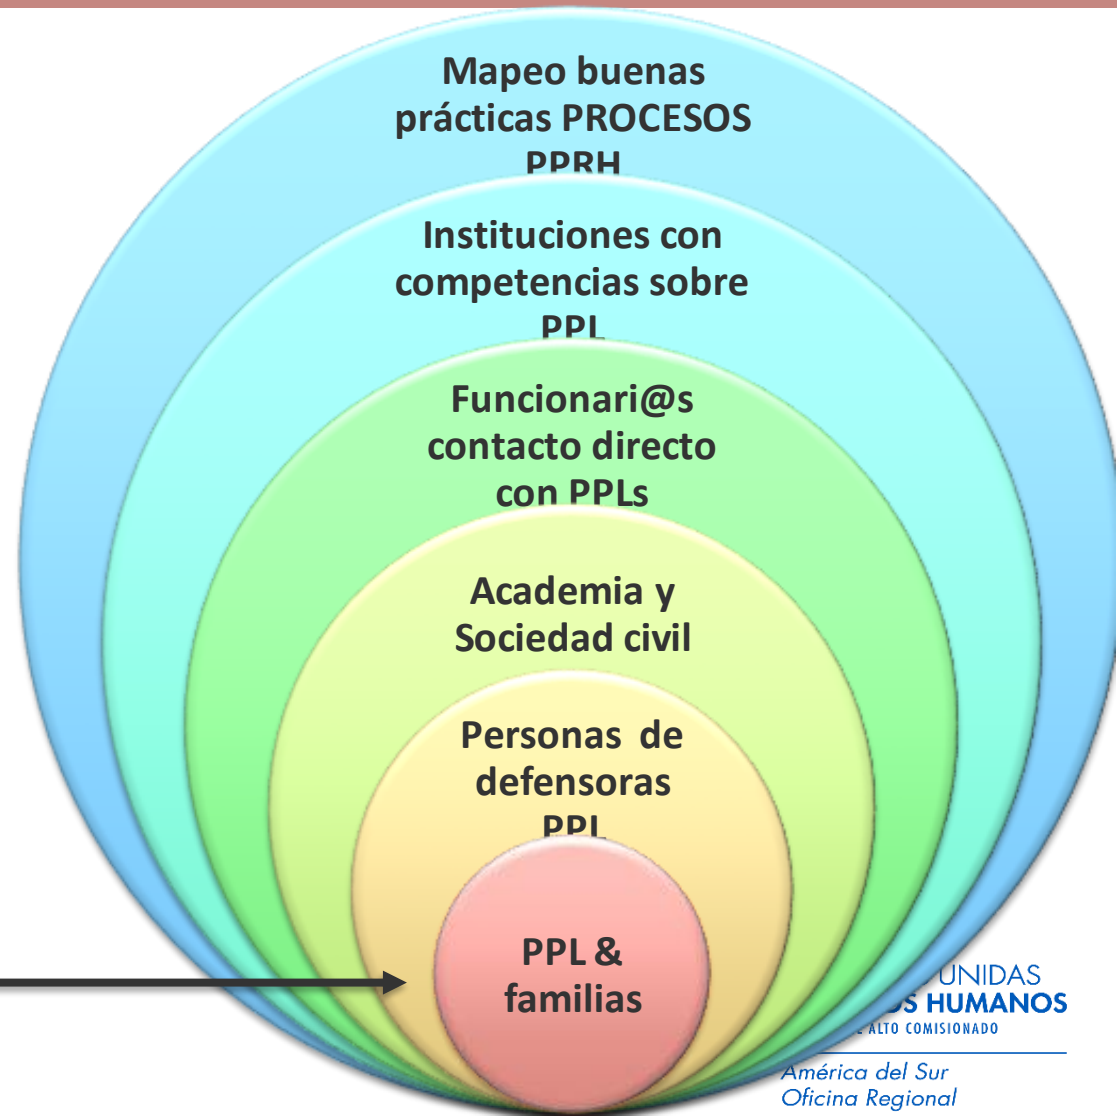 Mapeo buenas
prácticas PROCESOS
PPRH
Instituciones con
competencias sobre
PPL
Funcionari@s
contacto directo
con PPLs
Academia y
Sociedad civil
Personas de
defensoras
PPL
PPL &
familias
UNIDAS
OS HUMANOS
ALTO COMISIONADO
América del Sur
Oficina Regional